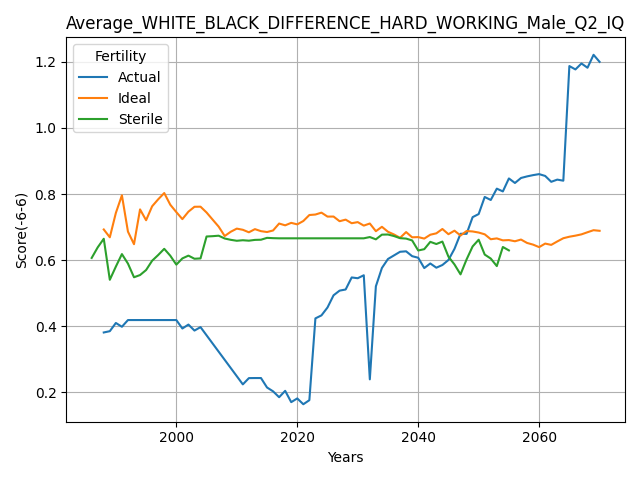 Average_WHITE_BLACK_DIFFERENCE_HARD_WORKING_Male_Q2_IQ
Fertility
Actual
Ideal
Sterile
1.2
1.0
0.8
0.6
0.4
0.2
Score(-6-6)
2000
2020
2040
2060
Years